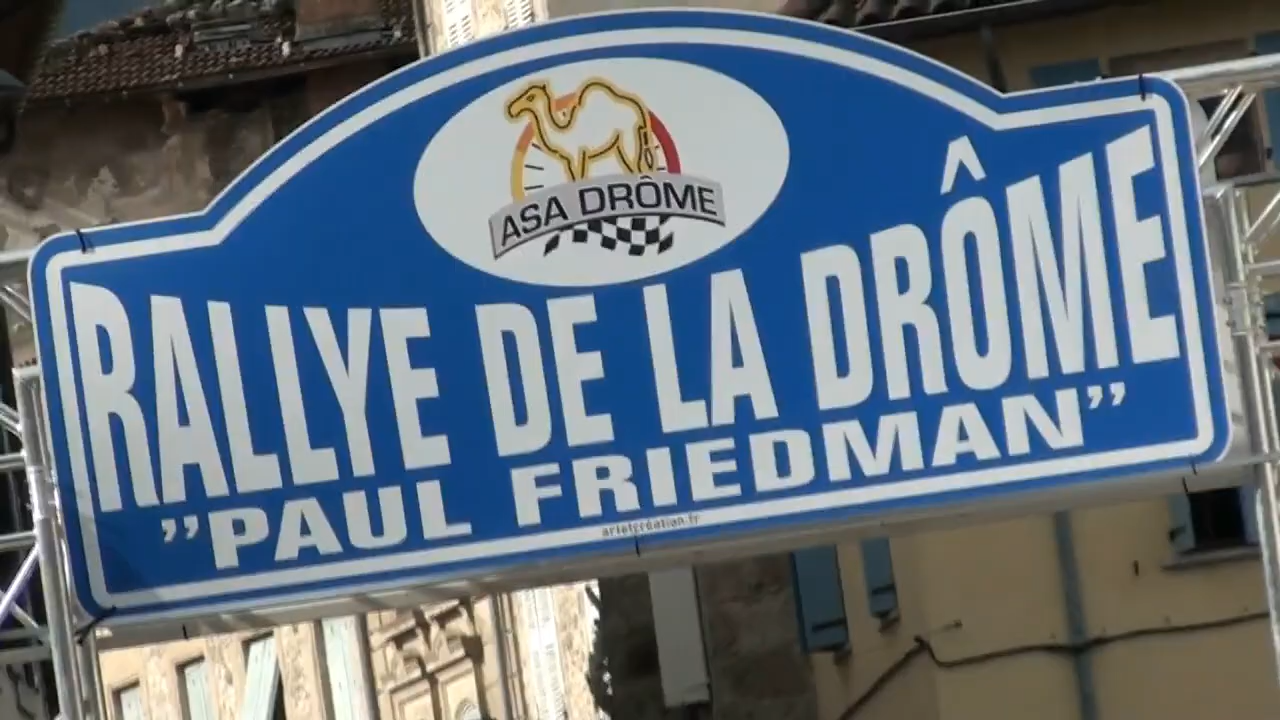 ASA DRÔME
RALLYE DE LA DRÔME
”PAUL FRIEDMAN”
artetcréation.fr